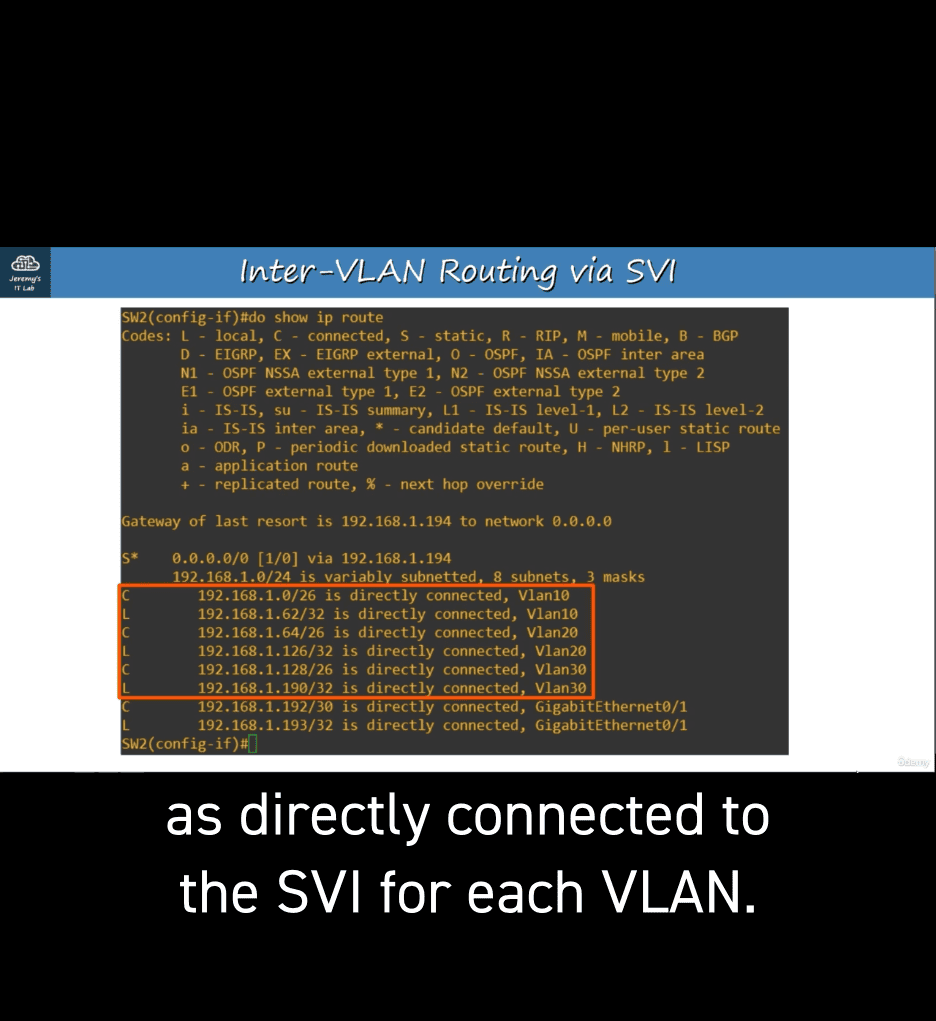 Jeremy's
IT Lab
Inter-VLAN Routing via SVI
SW2(config-if)#do show ip route
Codes: L - local, C - connected, S - static, R - RIP, M - mobile, B - BGP
D - EIGRP, EX - EIGRP external, O - OSPF, IA - OSPF inter area
N1 - OSPF NSSA external type 1, N2 - OSPF NSSA external type 2
E1 - OSPF external type 1, E2 - OSPF external type 2
i - IS-IS, su - IS-IS summary, L1 - IS-IS level-1, L2 - IS-IS level-2
ia - IS-IS inter area, * - candidate default, U - per-user static route
o - ODR, P - periodic downloaded static route, H - NHRP, l - LISP
a - application route
+ - replicated route, % - next hop override
Gateway of last resort is 192.168.1.194 to network 0.0.0.0
S* 0.0.0.0/0 [1/0] via 192.168.1.194
192.168.1.0/24 is variably subnetted, 8 subnets, 3 masks
C 192.168.1.0/26 is directly connected, Vlan10
L 192.168.1.62/32 is directly connected, Vlan10
C 192.168.1.64/26 is directly connected, Vlan20
L 192.168.1.126/32 is directly connected, Vlan20
C 192.168.1.128/26 is directly connected, Vlan30
L 192.168.1.190/32 is directly connected, Vlan30
C 192.168.1.192/30 is directly connected, GigabitEthernet0/1
L 192.168.1.193/32 is directly connected, GigabitEthernet0/1
SW2(config-if)#
Udemy
as directly connected to
the SVI for each VLAN.